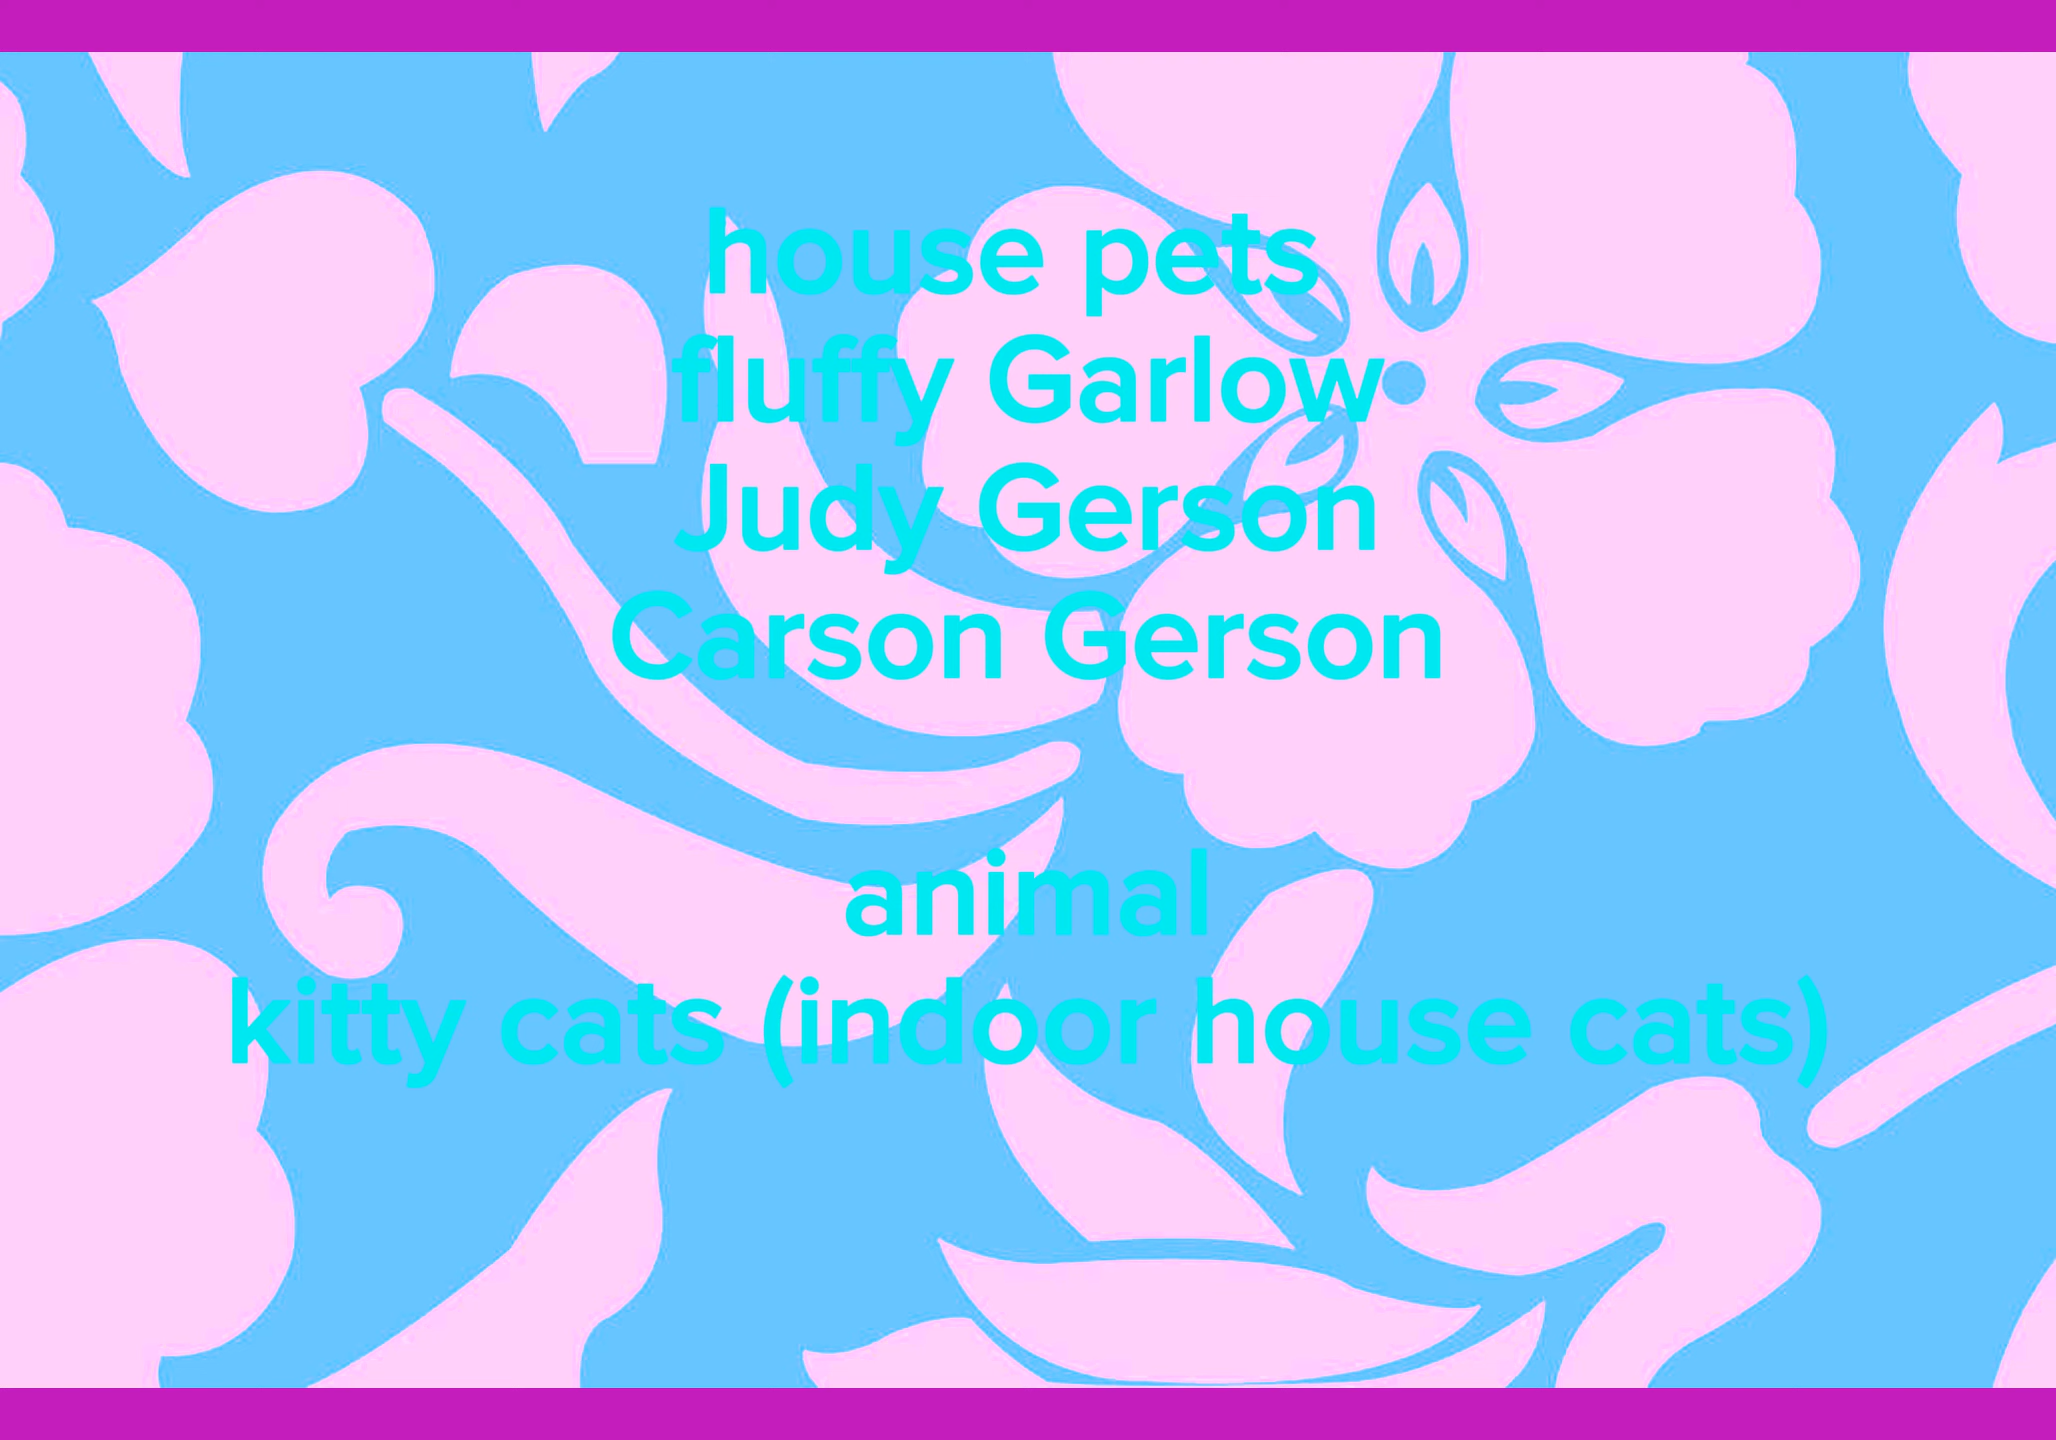 house pets
fluffy Garlow
Judy Gerson
Carson Gerson
animal
kitty cats (indoor house cats)